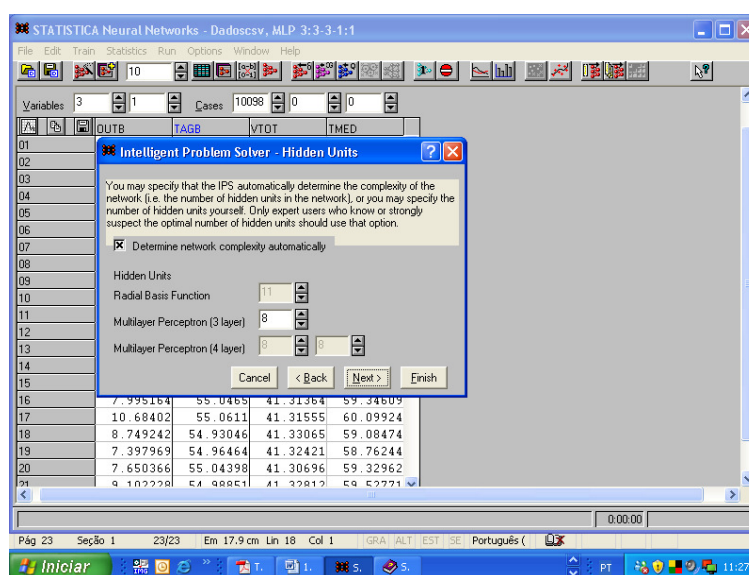 STATISTICA Neural Networks - Dadoscsv, MLP 3:3-3-1:1
File Edit Train Statistics Run Options Window Help
10
Variables 3 1 Cases 10098 0 0
OUTB TAGB VTOT TMED
01
02
03
04
05
06
07
08
09
10
11
12
13
14
15
Intelligent Problem Solver - Hidden Units
You may specify that the IPS automatically determine the complexity of the
network (i.e. the number of hidden units in the network), or you may specify the
number of hidden units yourself. Only expert users who know or strongly
suspect the optimal number of hidden units should use that option.
Determine network complexity automatically
Hidden Units
Radial Basis Function 11
Multilayer Perceptron (3 layer) 8
Multilayer Perceptron (4 layer) 8 8
Cancel < Back Next > Finish
16 7.995164 55.0465 41.31364 59.34609
17 10.68402 55.0611 41.31555 60.09924
18 8.749242 54.93046 41.33065 59.08474
19 7.397969 54.96464 41.32421 58.76244
20 7.650366 55.04398 41.30696 59.32962
21 9.102228 54.98851 41.32812 59.52771
0:00:00
Pág 23 Seção 1 23/23 Em 17.9 cm Lin 18 Col 1 GRA ALT EST SE Português (
Iniciar T. 1. S. S. PT 11:27